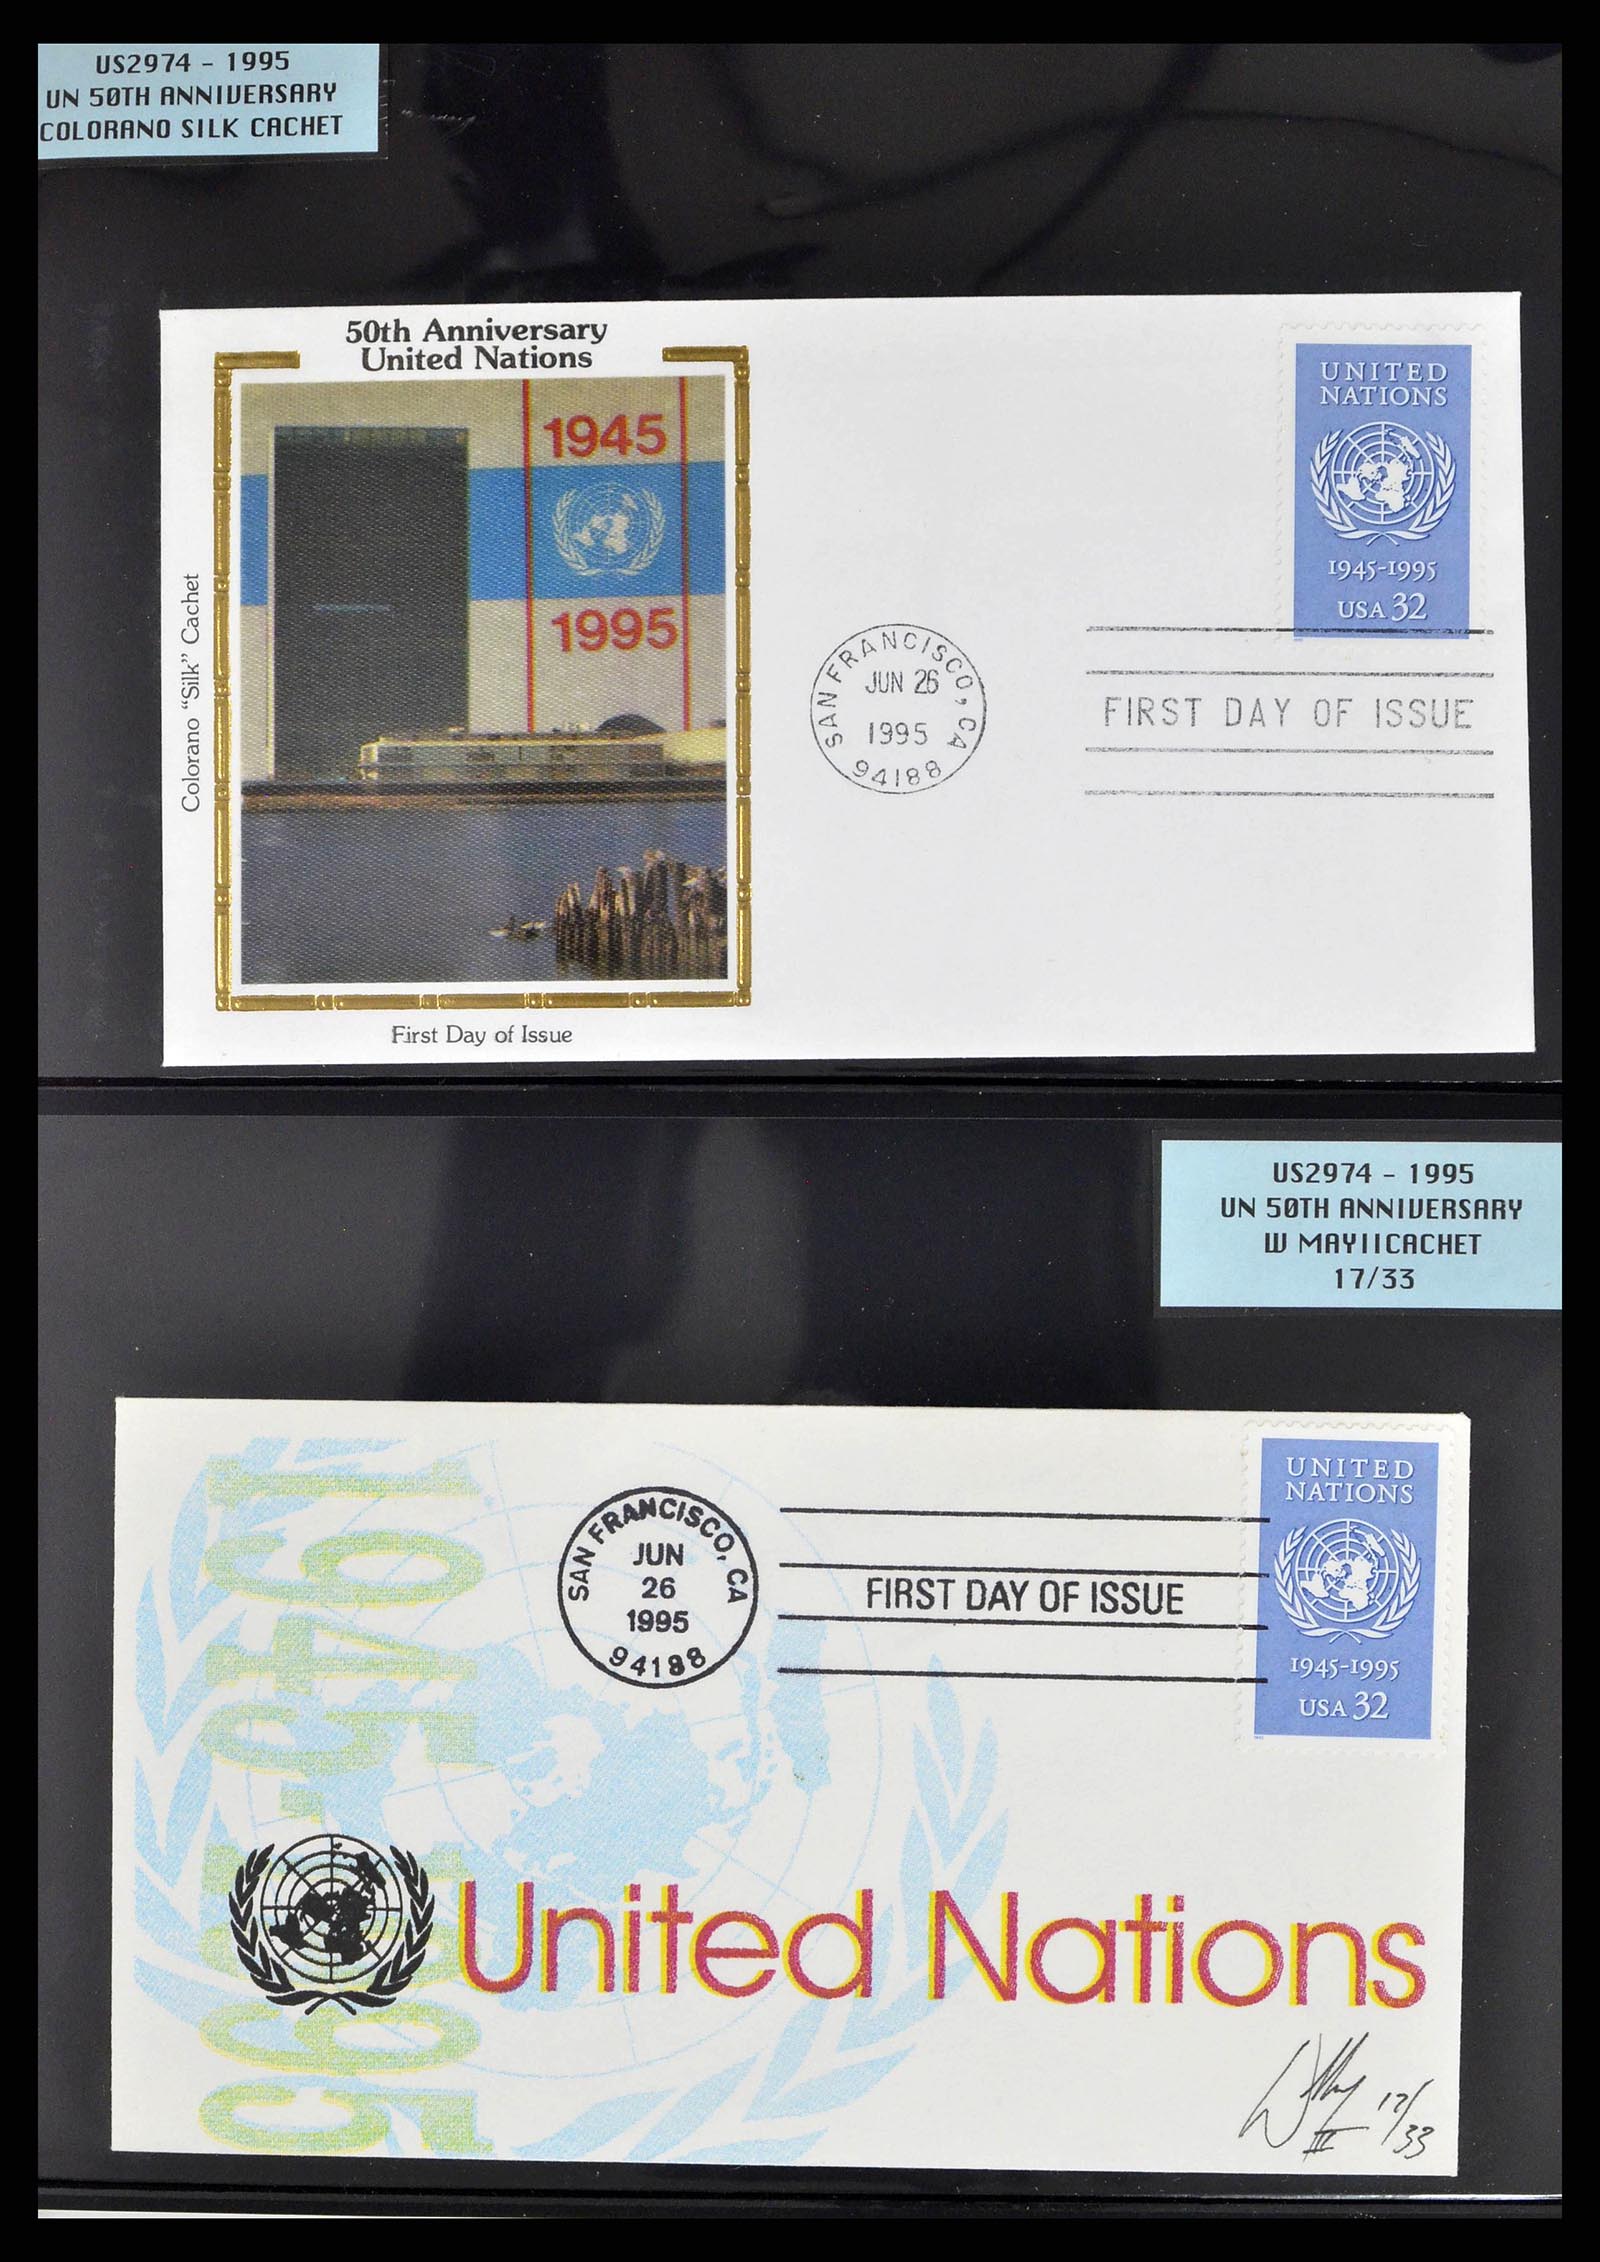 US2974 - 1995
UN 50TH ANNIVERSARY
COLORANO SILK CACHET
50th Anniversary
United Nations
1945
1995
Colorano "Silk" Cachet
First Day of Issue
SAN FRANCISCO, CA
JUN 26
1995
94188
FIRST DAY OF ISSUE
UNITED
NATIONS
1945-1995
USA 32
US2974 - 1995
UN 50TH ANNIVERSARY
W MAYIICACHET
17/33
1945-1995
SAN FRANCISCO, CA
JUN
26
1995
94188
FIRST DAY OF ISSUE
UNITED
NATIONS
1945-1995
USA 32
United Nations
III 17/33